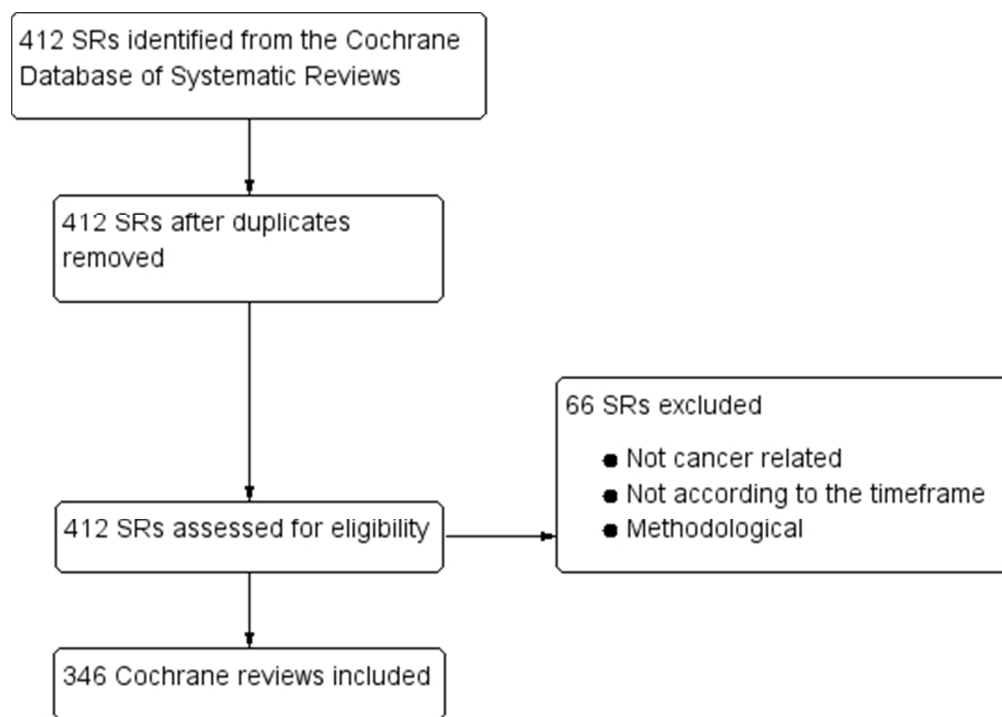 412 SRs identified from the Cochrane
Database of Systematic Reviews
412 SRs after duplicates
removed
66 SRs excluded
● Not cancer related
● Not according to the timeframe
● Methodological
412 SRs assessed for eligibility
346 Cochrane reviews included